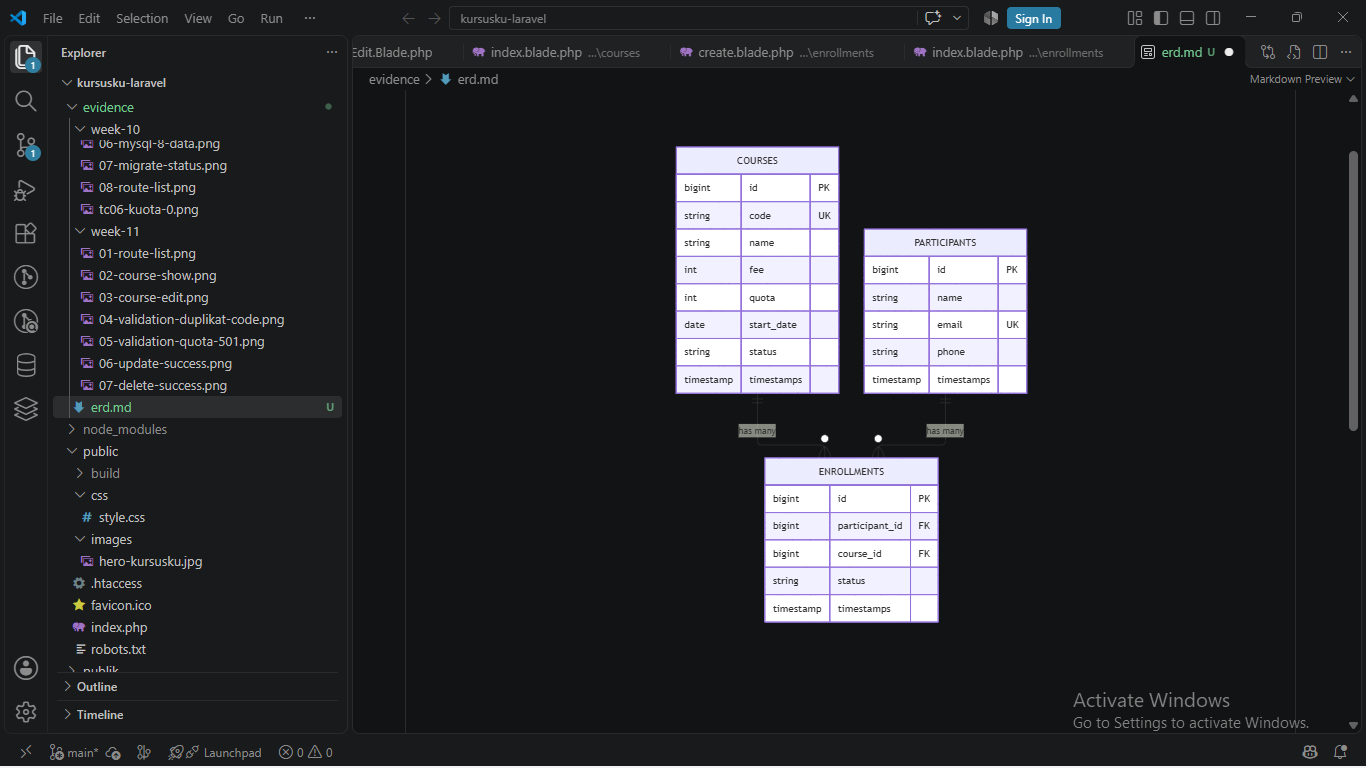 File Edit Selection View Go Run ···
kursusku-laravel
Sign In
Explorer ···
kursusku-laravel
evidence
week-10
06-mysql-8-data.png
07-migrate-status.png
08-route-list.png
tc06-kuota-0.png
week-11
01-route-list.png
02-course-show.png
03-course-edit.png
04-validation-duplikat-code.png
05-validation-quota-501.png
06-update-success.png
07-delete-success.png
erd.md U
node_modules
public
build
css
# style.css
images
hero-kursusku.jpg
.htaccess
favicon.ico
index.php
robots.txt
publik
Outline
Timeline
1
1
Edit.Blade.php
index.blade.php ...\courses
create.blade.php ...\enrollments
index.blade.php ...\enrollments
erd.md U
evidence > erd.md
Markdown Preview
COURSES
bigint id PK
string code UK
string name
int fee
int quota
date start_date
string status
timestamp timestamps
PARTICIPANTS
bigint id PK
string name
string email UK
string phone
timestamp timestamps
has many
has many
ENROLLMENTS
bigint id PK
bigint participant_id FK
bigint course_id FK
string status
timestamp timestamps
Activate Windows
Go to Settings to activate Windows.
main* Launchpad 0 0